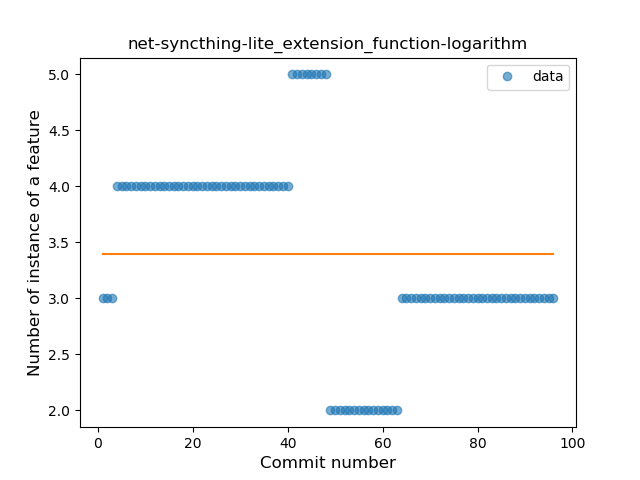 net-syncthing-lite_extension_function-logarithm
data
5.0
4.5
4.0
3.5
3.0
2.5
2.0
Number of instance of a feature
0 20 40 60 80 100
Commit number